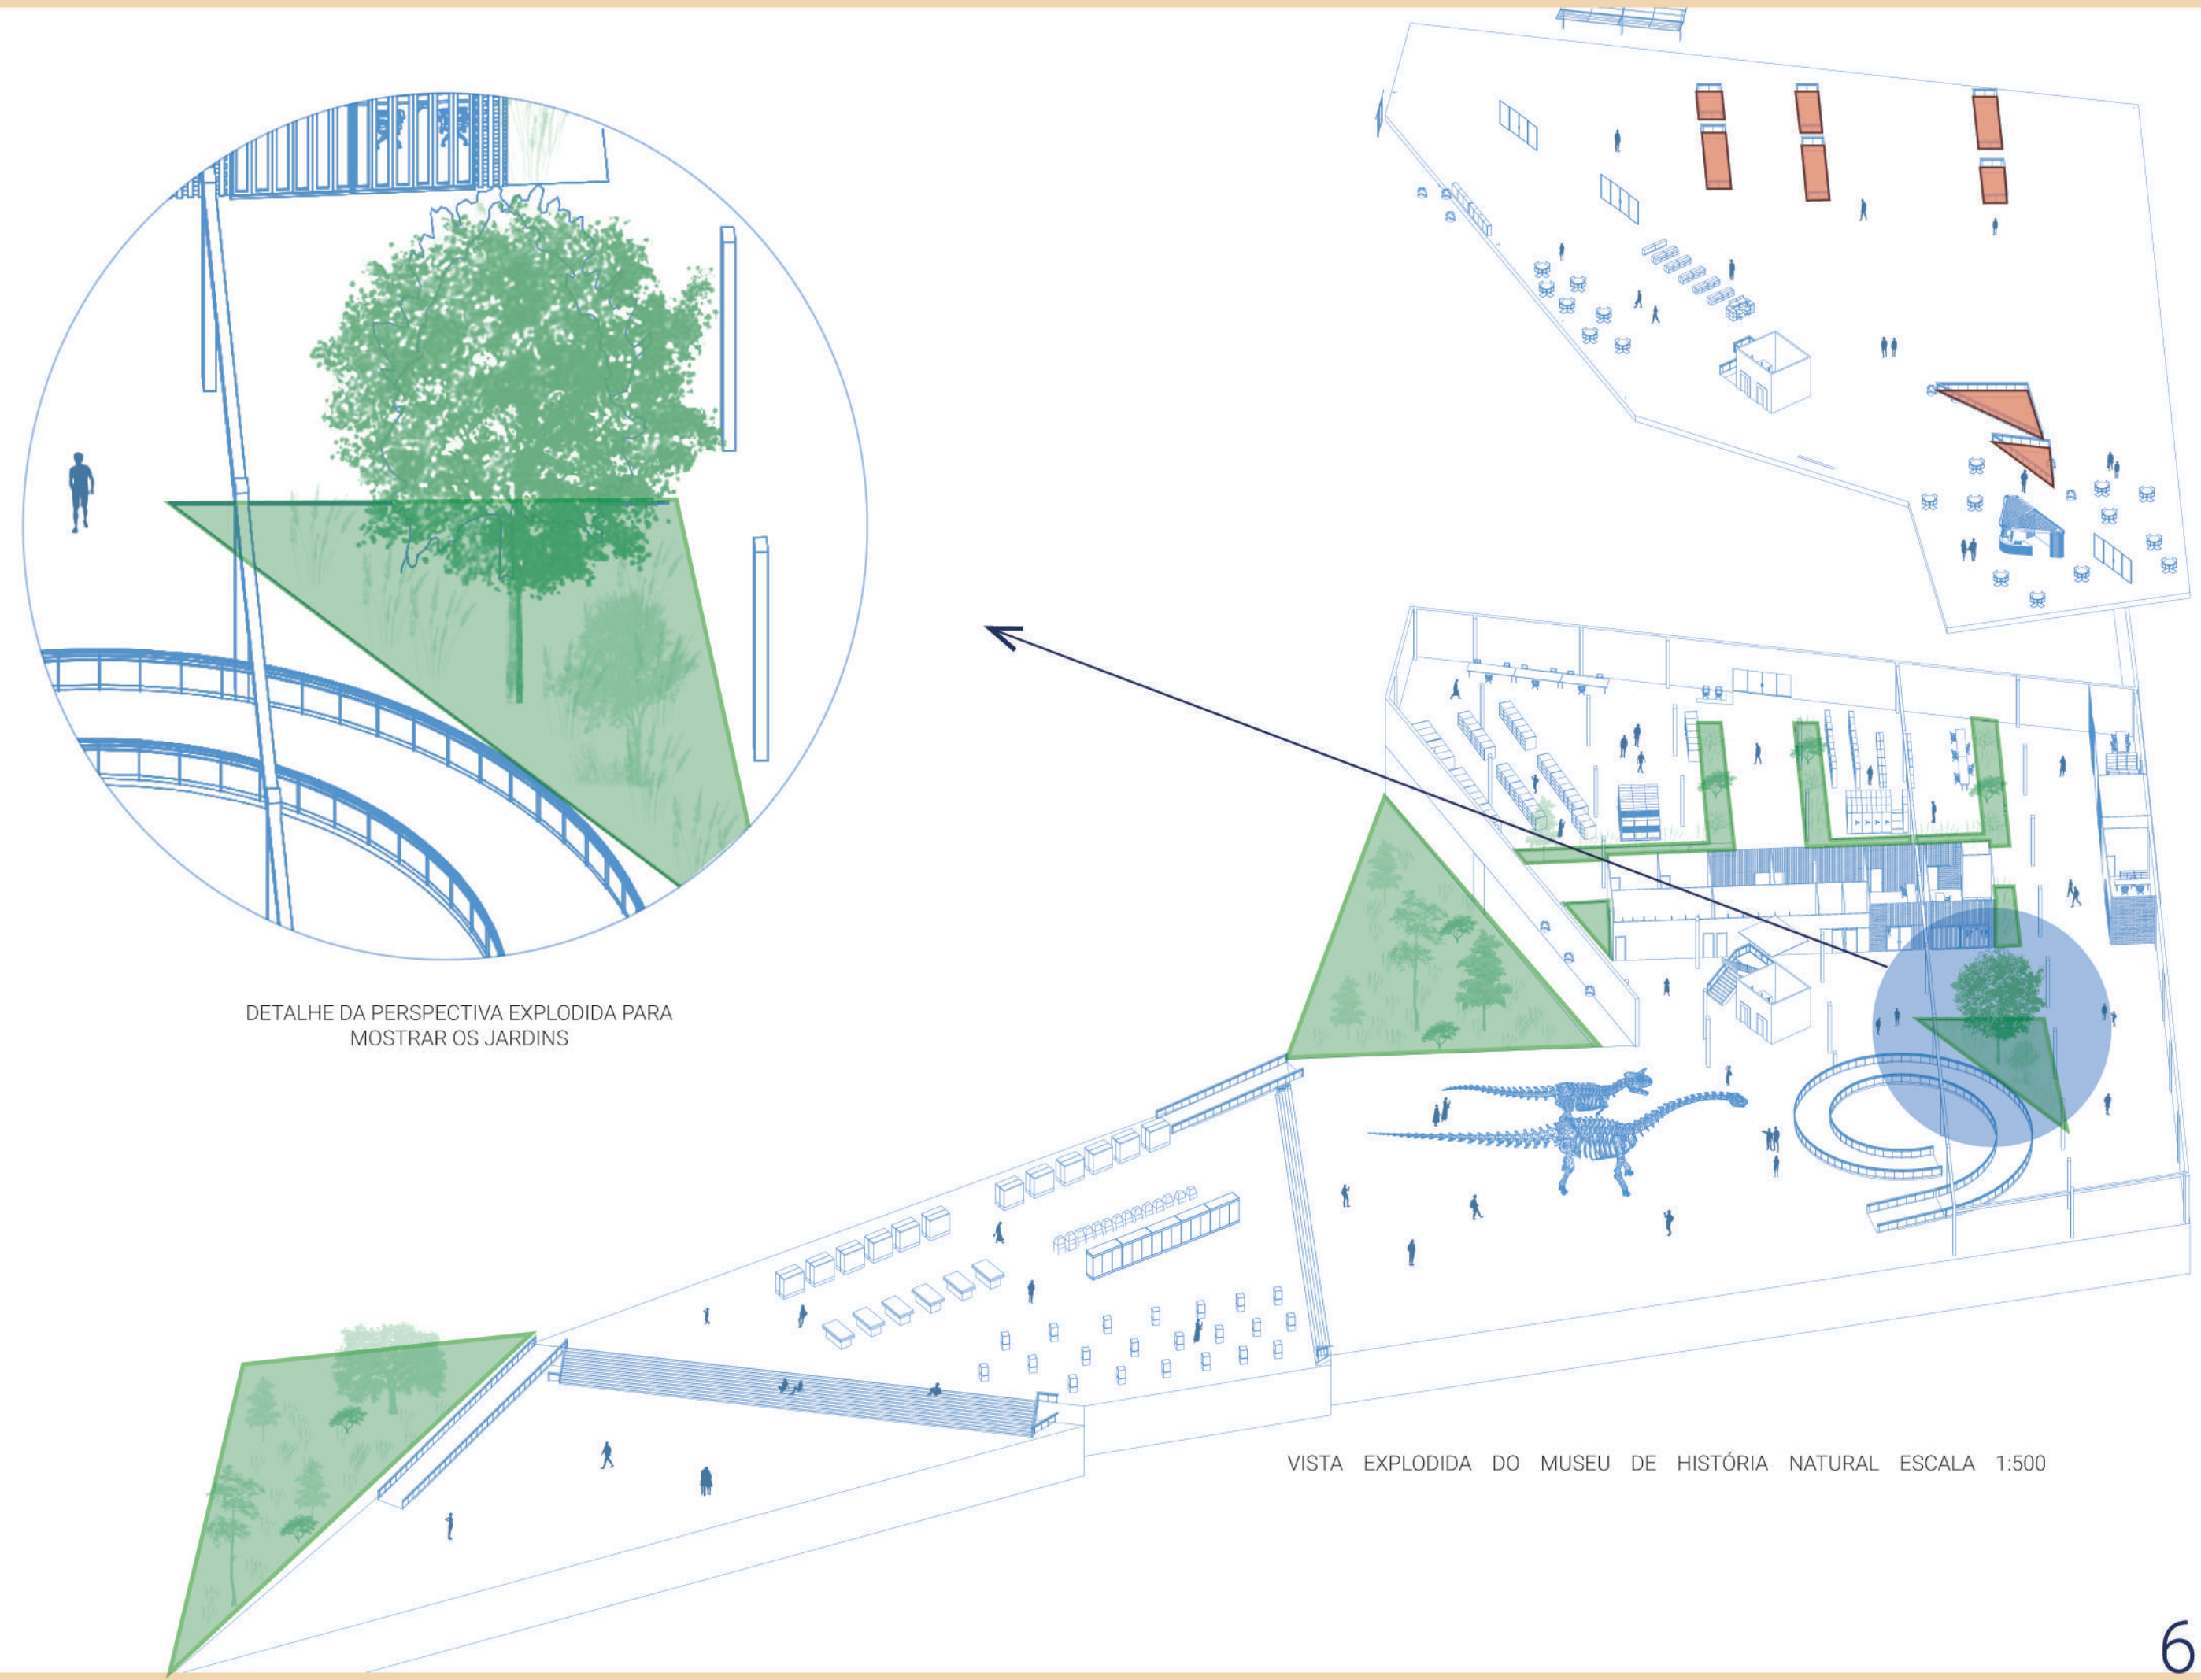 DETALHE DA PERSPECTIVA EXPLODIDA PARA
MOSTRAR OS JARDINS
VISTA EXPLODIDA DO MUSEU DE HISTÓRIA NATURAL ESCALA 1:500
6